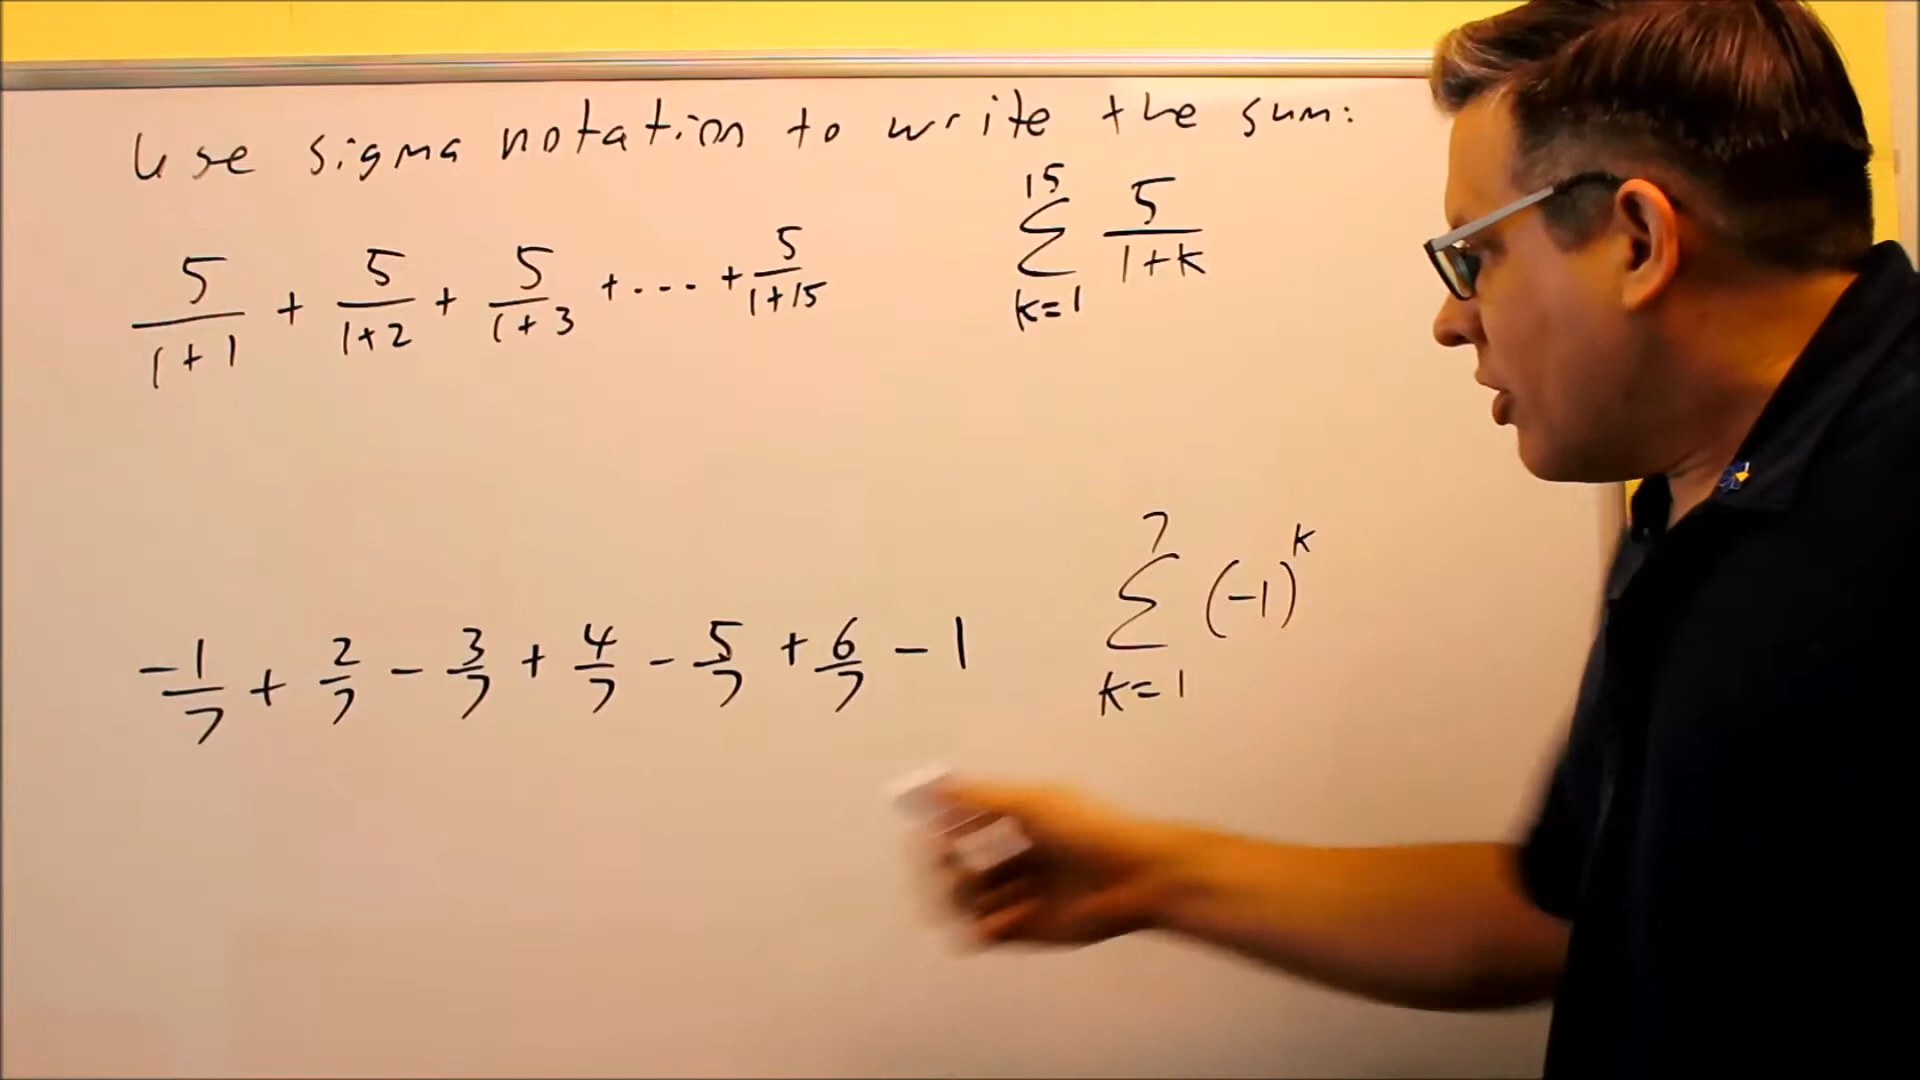 Use sigma notation to write the sum:
5/(1+1) + 5/(1+2) + 5/(1+3) + ... + 5/(1+15)
15 ∑ k=1 5/(1+k)
-1/7 + 2/7 - 3/7 + 4/7 - 5/7 + 6/7 - 1
7 ∑ k=1 (-1)^k